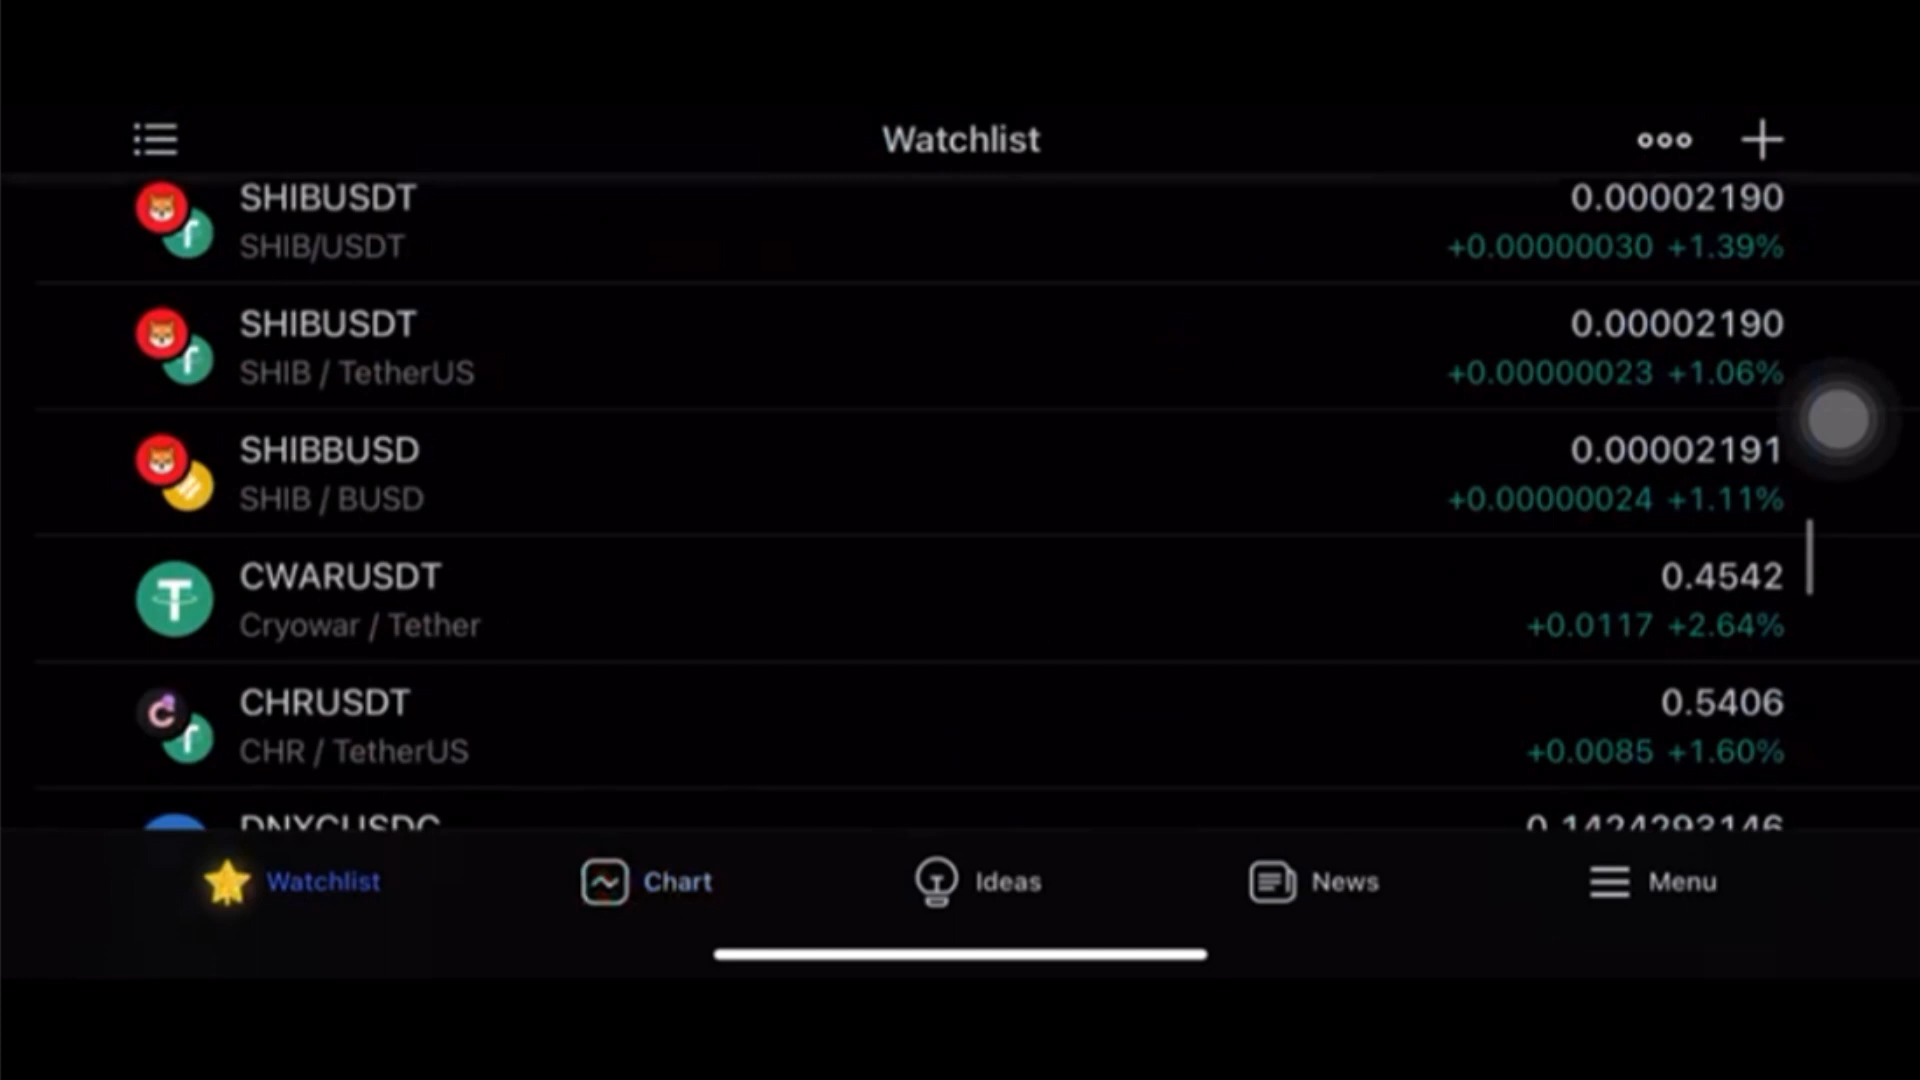 Watchlist
SHIBUSDT
0.00002190
SHIB/USDT
+0.00000030 +1.39%
SHIBUSDT
0.00002190
SHIB / TetherUS
+0.00000023 +1.06%
SHIBBUSD
0.00002191
SHIB / BUSD
+0.00000024 +1.11%
CWARUSDT
0.4542
Cryowar / Tether
+0.0117 +2.64%
CHRUSDT
0.5406
CHR / TetherUS
+0.0085 +1.60%
0.1424293146
Watchlist
Chart
Ideas
News
Menu